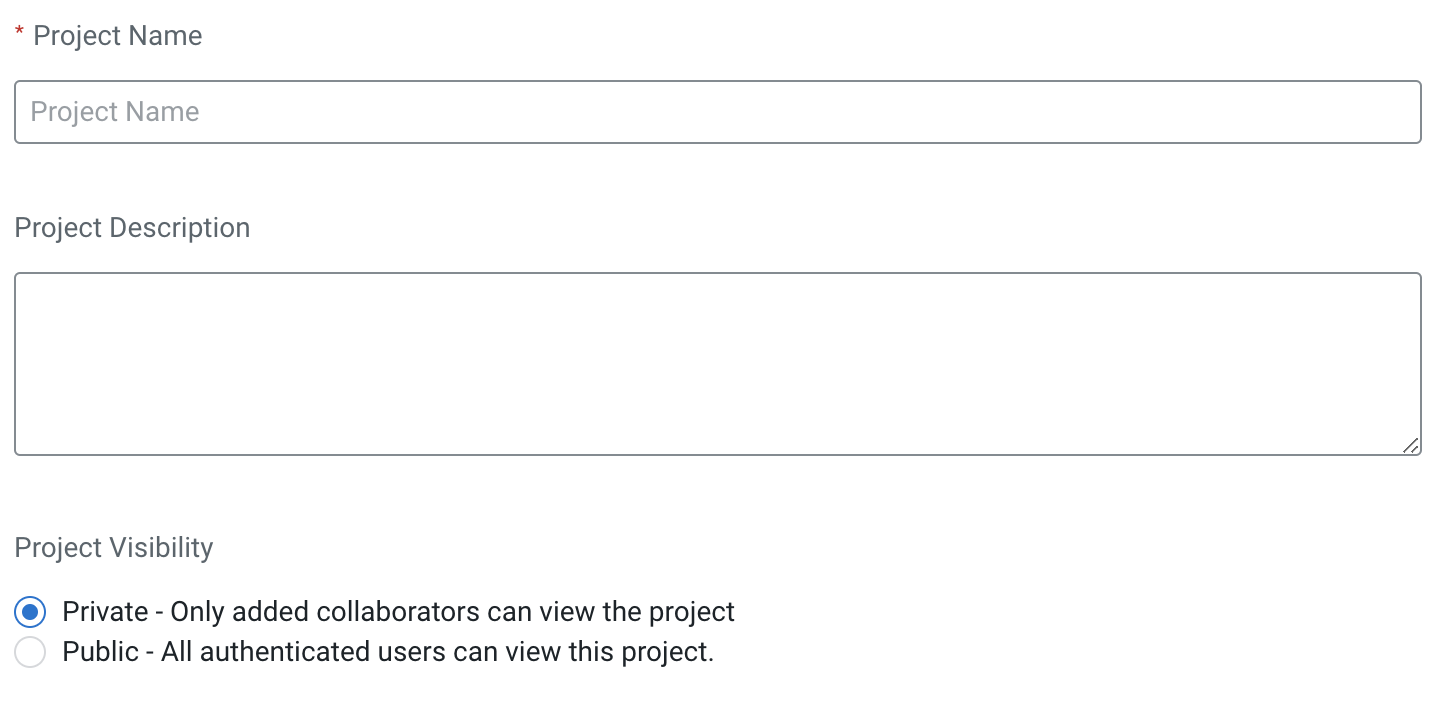 * Project Name
Project Name
Project Description
Project Visibility
Private - Only added collaborators can view the project
Public - All authenticated users can view this project.